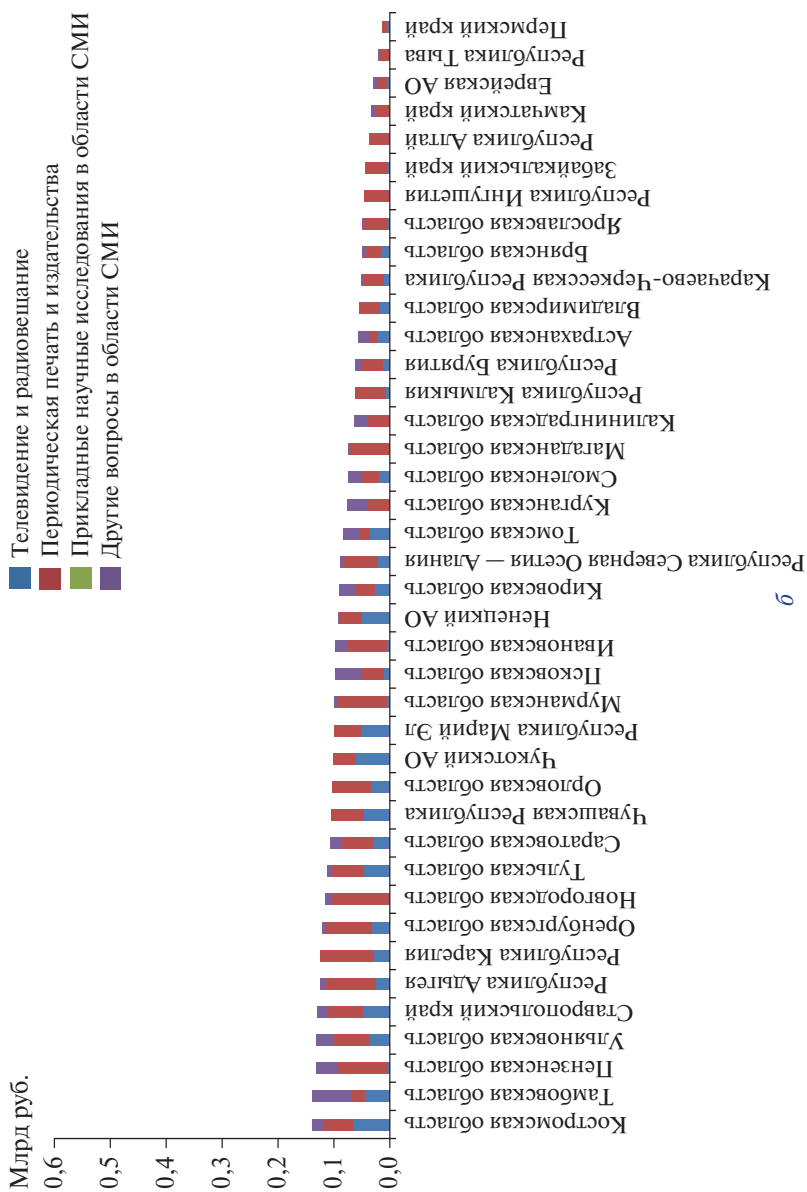 Млрд руб.
0,6
0,5
0,4
0,3
0,2
0,1
0,0
Телевидение и радиовещание
Периодическая печать и издательства
Прикладные научные исследования в области СМИ
Другие вопросы в области СМИ
Костромская область
Тамбовская область
Пензенская область
Ульяновская область
Ставропольский край
Республика Адыгея
Республика Карелия
Оренбургская область
Новгородская область
Тульская область
Саратовская область
Чувашская Республика
Орловская область
Чукотский АО
Республика Марий Эл
Мурманская область
Псковская область
Ивановская область
Ненецкий АО
Кировская область
Республика Северная Осетия — Алания
Томская область
Курганская область
Смоленская область
Магаданская область
Калининградская область
Республика Калмыкия
Республика Бурятия
Астраханская область
Владимирская область
Карачаево-Черкесская Республика
Брянская область
Ярославская область
Республика Ингушетия
Забайкальский край
Республика Алтай
Камчатский край
Еврейская АО
Республика Тыва
Пермский край
б